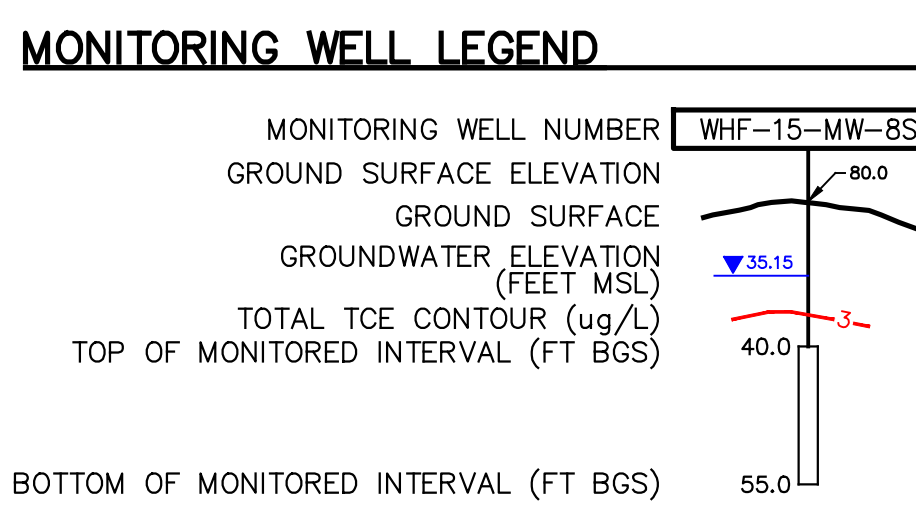 MONITORING WELL LEGEND
MONITORING WELL NUMBER WHF-15-MW-8S
GROUND SURFACE ELEVATION 80.0
GROUND SURFACE
GROUNDWATER ELEVATION 35.15
(FEET MSL)
TOTAL TCE CONTOUR (ug/L) 3
TOP OF MONITORED INTERVAL (FT BGS) 40.0
BOTTOM OF MONITORED INTERVAL (FT BGS) 55.0